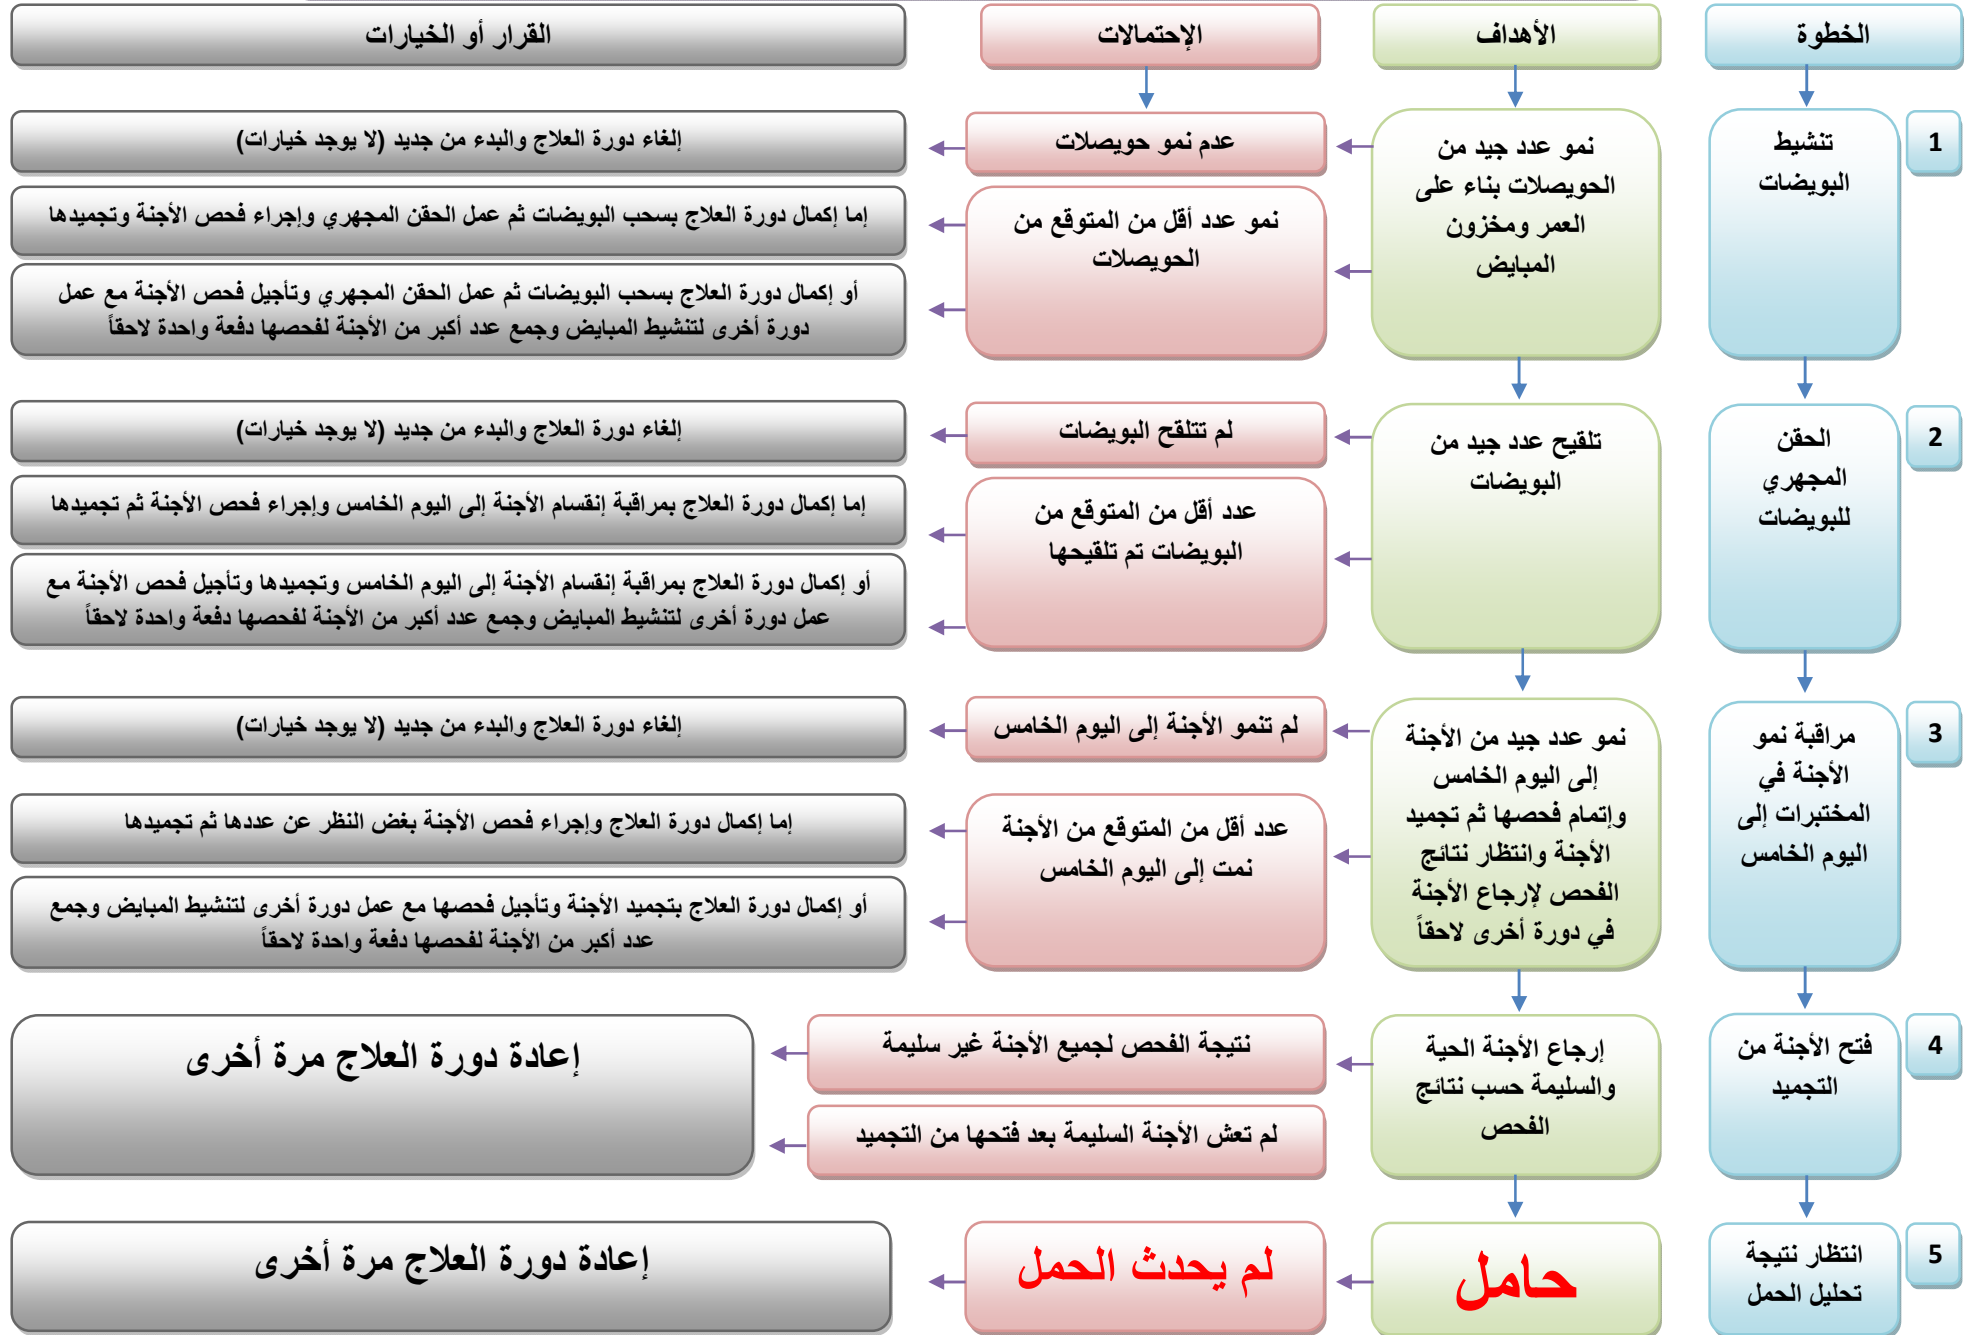 الخطوة
الأهداف
الإحتمالات
القرار أو الخيارات
1
تنشيط
البويضات
نمو عدد جيد من
الحويصلات بناء على
العمر ومخزون
المبايض
عدم نمو حويصلات
إلغاء دورة العلاج والبدء من جديد (لا يوجد خيارات)
نمو عدد أقل من المتوقع من
الحويصلات
إما إكمال دورة العلاج بسحب البويضات ثم عمل الحقن المجهري وإجراء فحص الأجنة وتجميدها
أو إكمال دورة العلاج بسحب البويضات ثم عمل الحقن المجهري وتأجيل فحص الأجنة مع عمل
دورة أخرى لتنشيط المبايض وجمع عدد أكبر من الأجنة لفحصها دفعة واحدة لاحقاً
2
الحقن
المجهري
للبويضات
تلقيح عدد جيد من
البويضات
لم تتلقح البويضات
إلغاء دورة العلاج والبدء من جديد (لا يوجد خيارات)
عدد أقل من المتوقع من
البويضات تم تلقيحها
إما إكمال دورة العلاج بمراقبة إنقسام الأجنة إلى اليوم الخامس وإجراء فحص الأجنة ثم تجميدها
أو إكمال دورة العلاج بمراقبة إنقسام الأجنة إلى اليوم الخامس وتجميدها وتأجيل فحص الأجنة مع
عمل دورة أخرى لتنشيط المبايض وجمع عدد أكبر من الأجنة لفحصها دفعة واحدة لاحقاً
3
مراقبة نمو
الأجنة في
المختبرات إلى
اليوم الخامس
نمو عدد جيد من الأجنة
إلى اليوم الخامس
وإتمام فحصها ثم تجميد
الأجنة وانتظار نتائج
الفحص لإرجاع الأجنة
في دورة أخرى لاحقاً
لم تنمو الأجنة إلى اليوم الخامس
إلغاء دورة العلاج والبدء من جديد (لا يوجد خيارات)
عدد أقل من المتوقع من الأجنة
نمت إلى اليوم الخامس
إما إكمال دورة العلاج وإجراء فحص الأجنة بغض النظر عن عددها ثم تجميدها
أو إكمال دورة العلاج بتجميد الأجنة وتأجيل فحصها مع عمل دورة أخرى لتنشيط المبايض وجمع
عدد أكبر من الأجنة لفحصها دفعة واحدة لاحقاً
4
فتح الأجنة من
التجميد
إرجاع الأجنة الحية
والسليمة حسب نتائج
الفحص
نتيجة الفحص لجميع الأجنة غير سليمة
لم تعش الأجنة السليمة بعد فتحها من التجميد
إعادة دورة العلاج مرة أخرى
5
انتظار نتيجة
تحليل الحمل
حامل
لم يحدث الحمل
إعادة دورة العلاج مرة أخرى